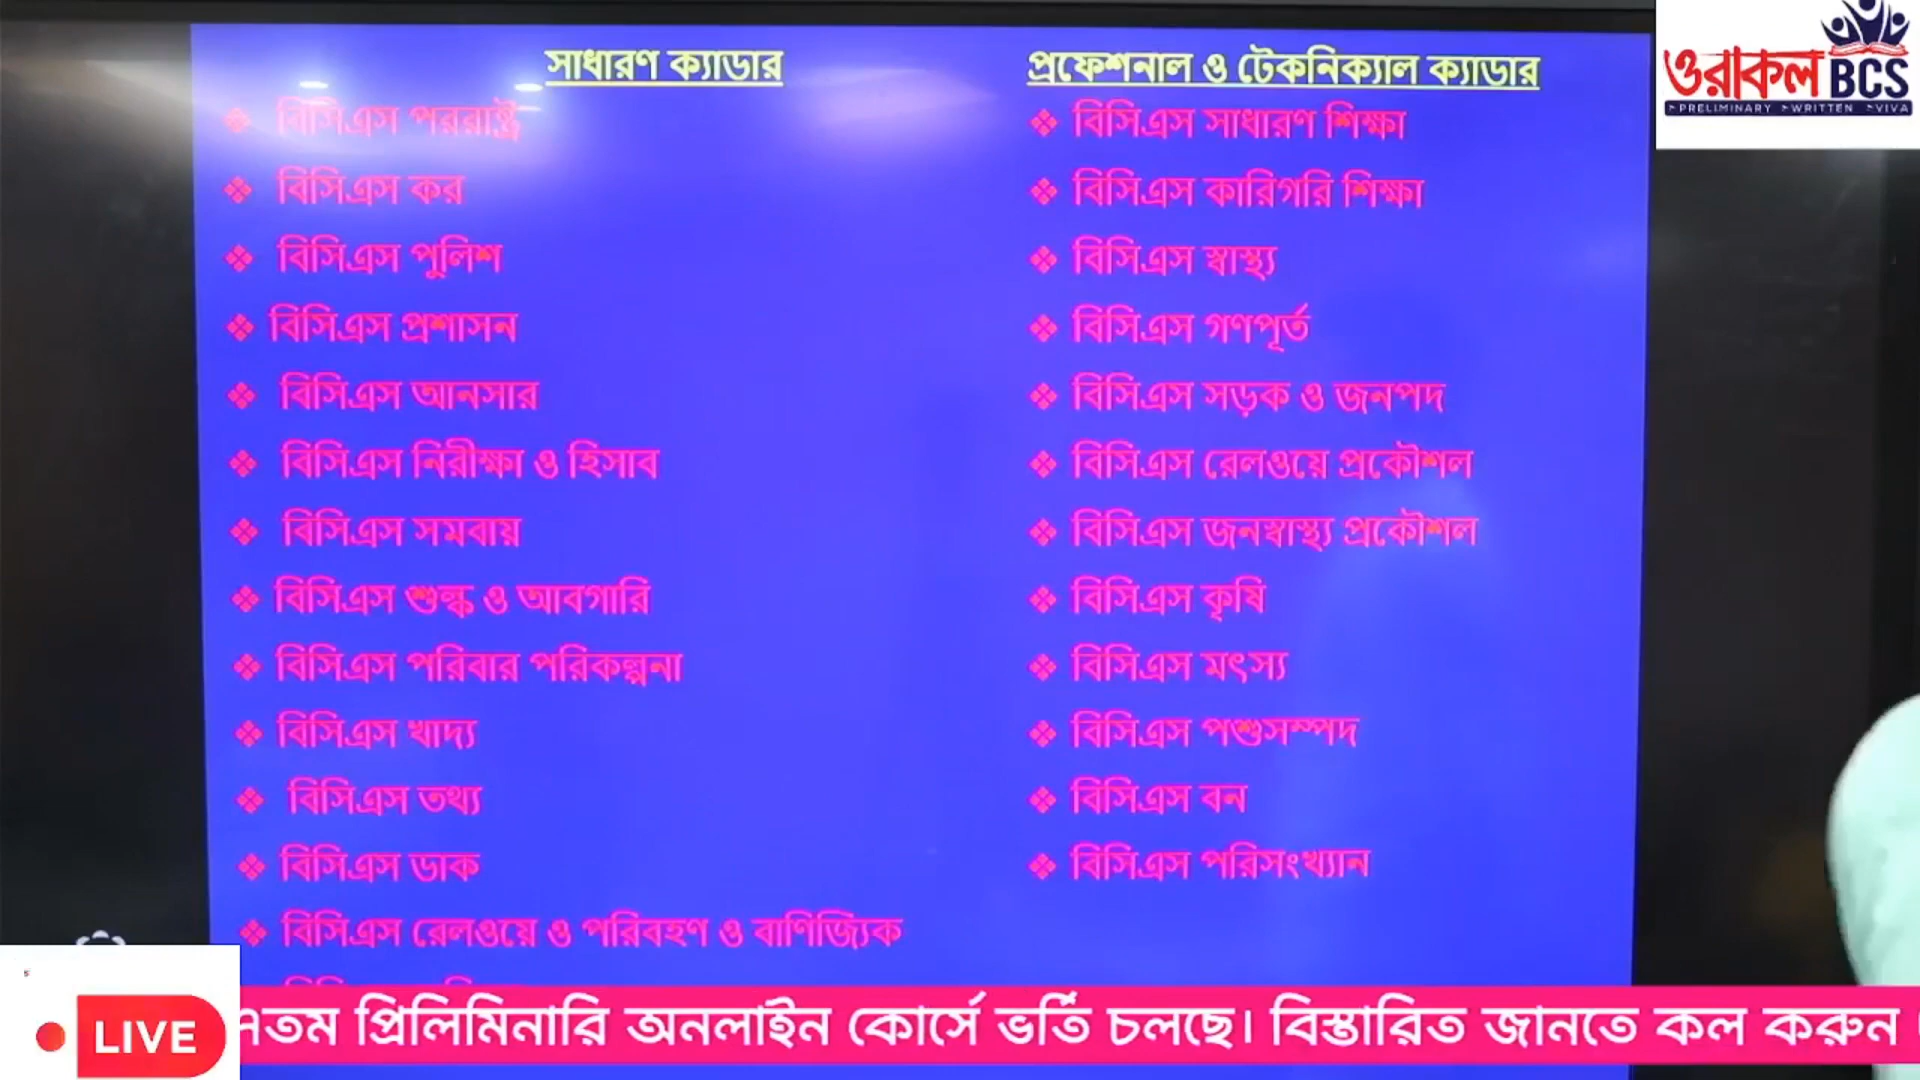 সাধারণ ক্যাডার
বিসিএস পররাষ্ট্র
বিসিএস কর
বিসিএস পুলিশ
বিসিএস প্রশাসন
বিসিএস আনসার
বিসিএস নিরীক্ষা ও হিসাব
বিসিএস সমবায়
বিসিএস শুল্ক ও আবগারি
বিসিএস পরিবার পরিকল্পনা
বিসিএস খাদ্য
বিসিএস তথ্য
বিসিএস ডাক
বিসিএস রেলওয়ে ও পরিবহণ ও বাণিজ্যিক
প্রফেশনাল ও টেকনিক্যাল ক্যাডার
বিসিএস সাধারণ শিক্ষা
বিসিএস কারিগরি শিক্ষা
বিসিএস স্বাস্থ্য
বিসিএস গণপূর্ত
বিসিএস সড়ক ও জনপদ
বিসিএস রেলওয়ে প্রকৌশল
বিসিএস জনস্বাস্থ্য প্রকৌশল
বিসিএস কৃষি
বিসিএস মৎস্য
বিসিএস পশুসম্পদ
বিসিএস বন
বিসিএস পরিসংখ্যান
ওরাকল BCS
PRELIMINARY WRITTEN VIVA
LIVE
৭তম প্রিলিমিনারি অনলাইন কোর্সে ভর্তি চলছে। বিস্তারিত জানতে কল করুন